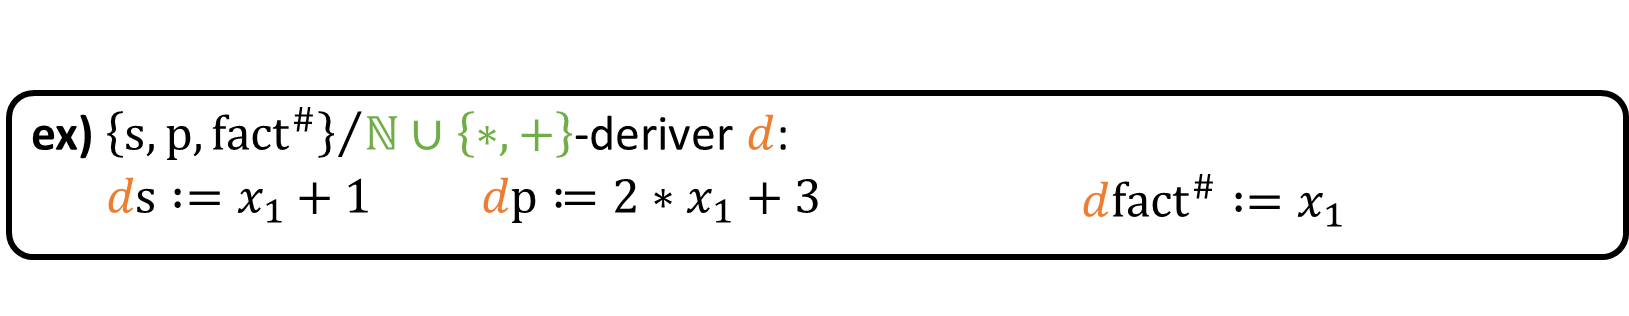 ex) {s, p, fact^#}/ℕ ∪ {∗, +}-deriver d:
ds := x₁ + 1 dp := 2 ∗ x₁ + 3 dfact^# := x₁